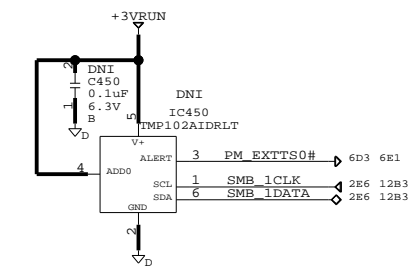 +3VRUN
2
DNI
C450
0.1uF
6.3V
B
1
D
DNI
IC450
TMP102AIDRLT
5
V+
ALERT 3 PM_EXTTS0# 6D3 6E1
4 ADD0
SCL 1 SMB_1CLK 2E6 12B3
SDA 6 SMB_1DATA 2E6 12B3
GND
2
D